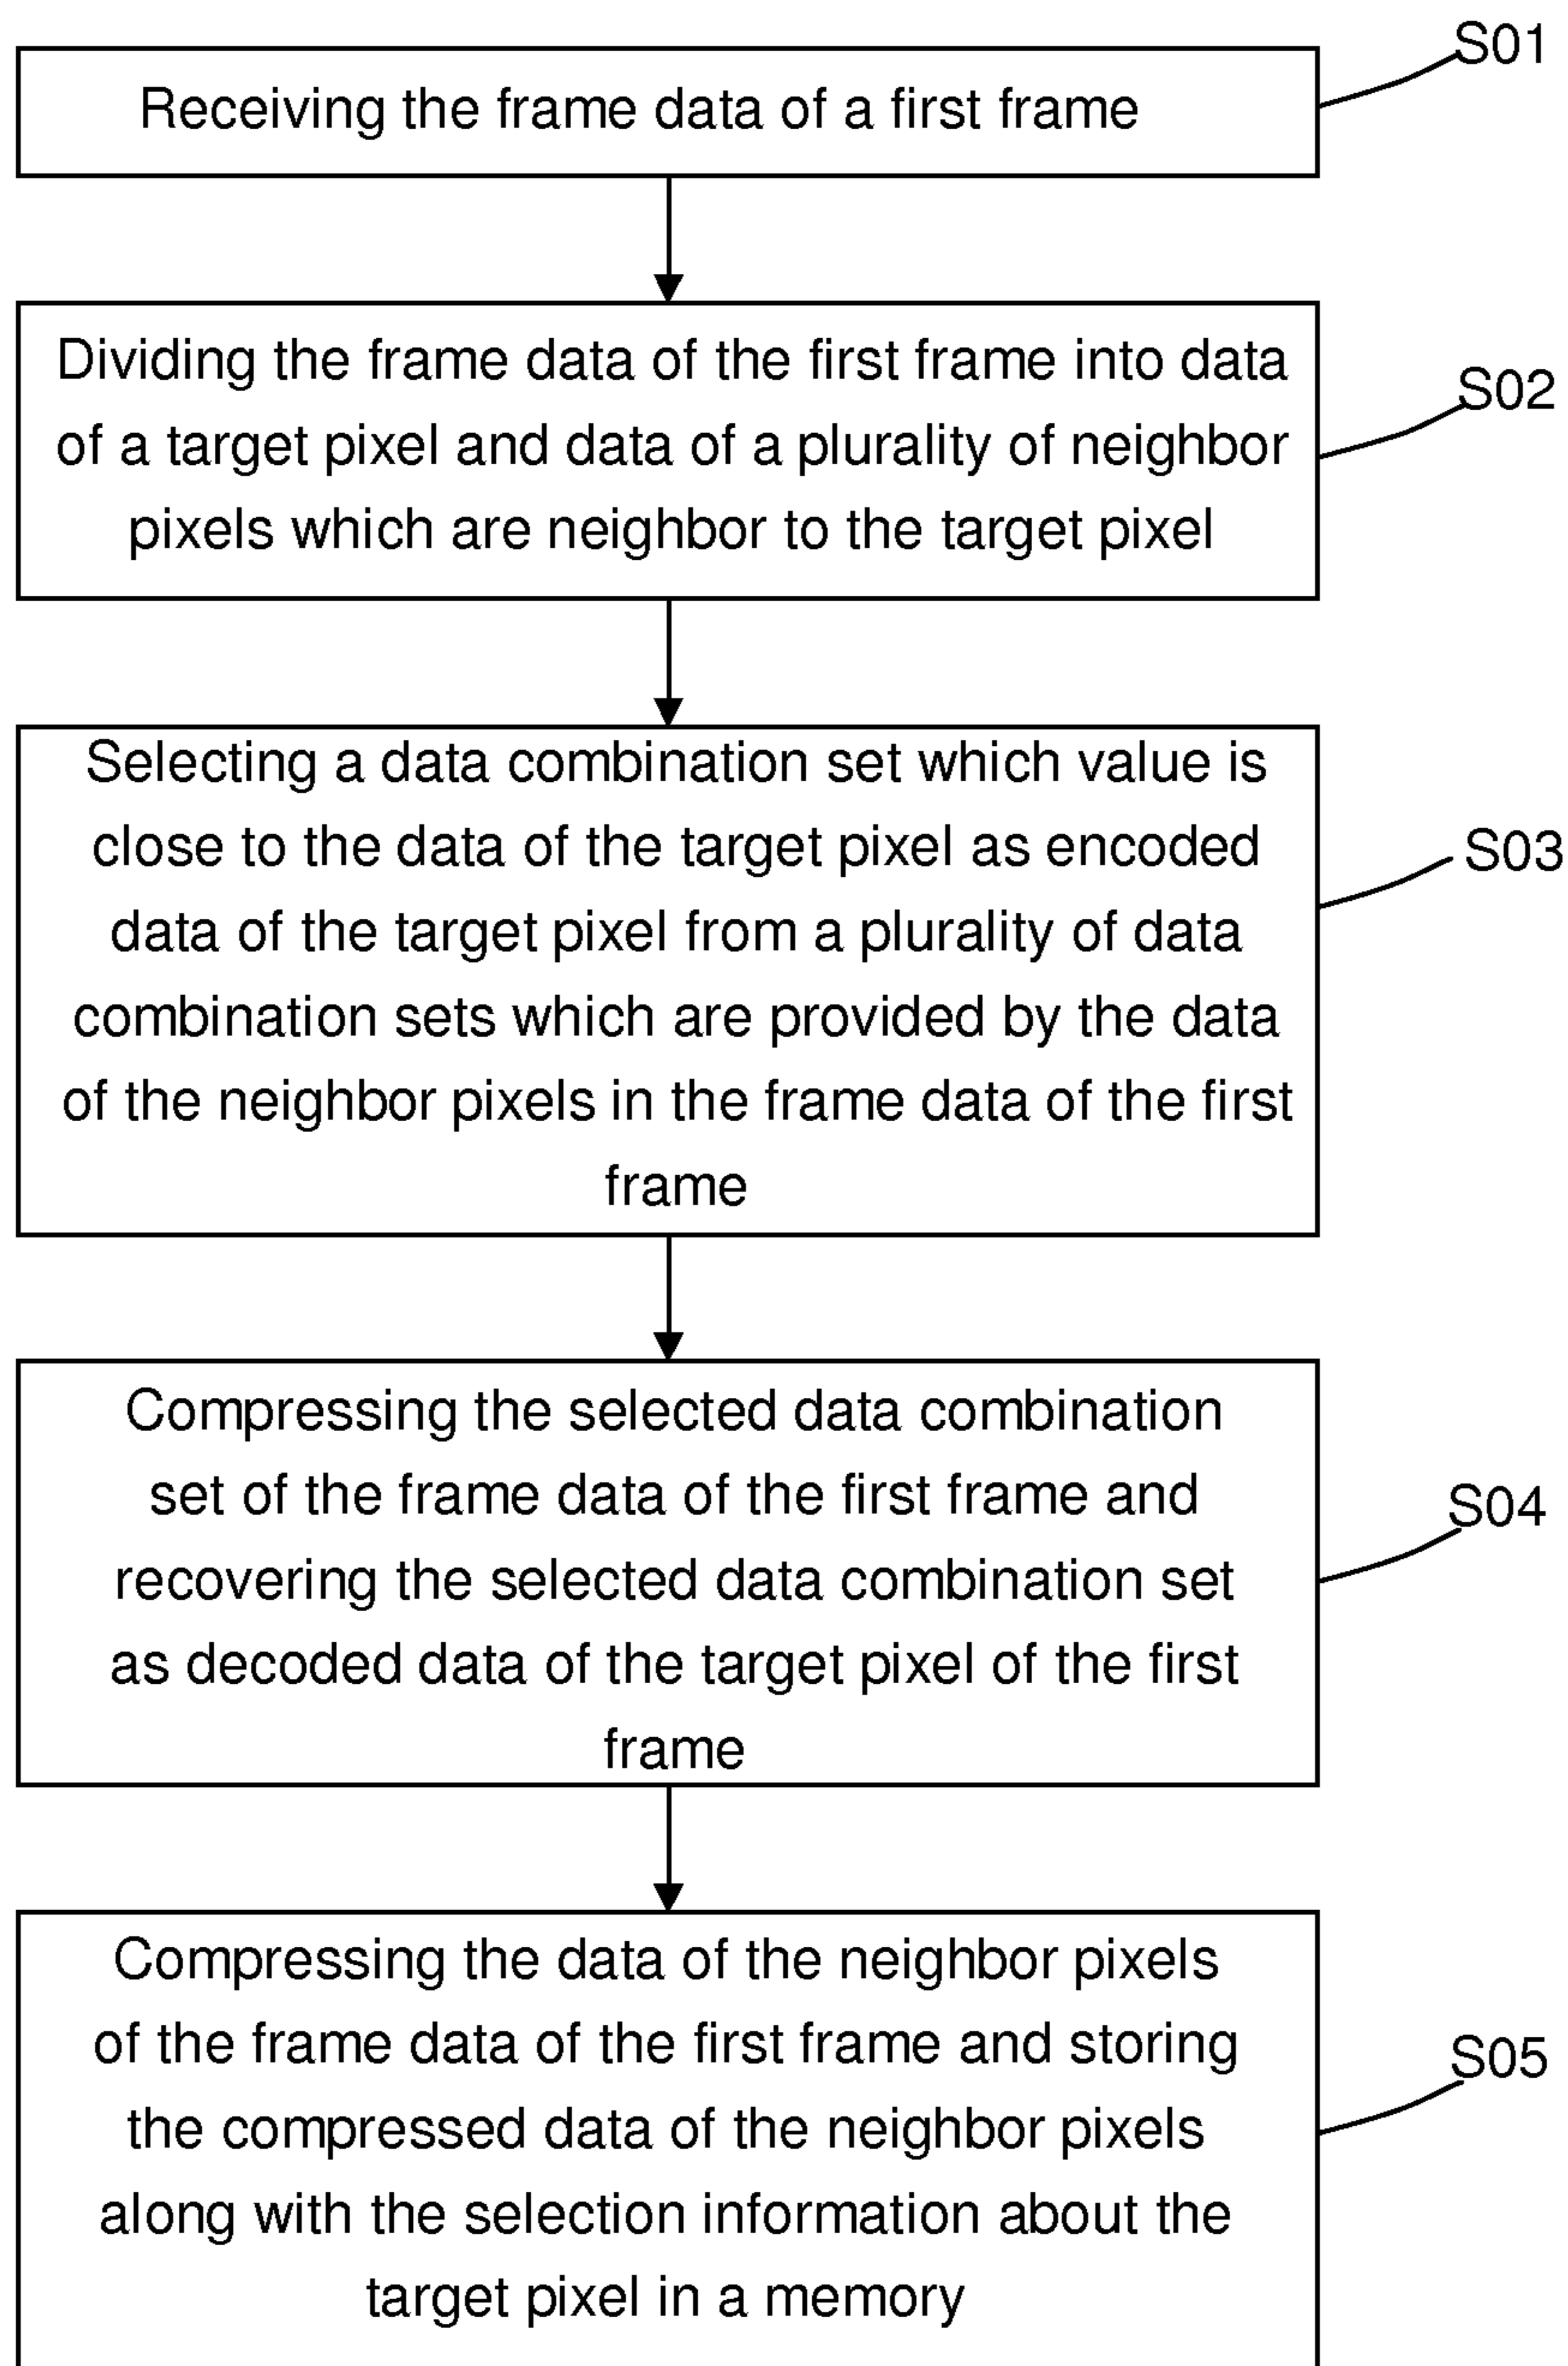 S01
Receiving the frame data of a first frame
Dividing the frame data of the first frame into data
S02
of a target pixel and data of a plurality of neighbor
pixels which are neighbor to the target pixel
Selecting a data combination set which value is
close to the data of the target pixel as encoded
S03
data of the target pixel from a plurality of data
combination sets which are provided by the data
of the neighbor pixels in the frame data of the first
frame
Compressing the selected data combination
set of the frame data of the first frame and
S04
recovering the selected data combination set
as decoded data of the target pixel of the first
frame
Compressing the data of the neighbor pixels
of the frame data of the first frame and storing
S05
the compressed data of the neighbor pixels
along with the selection information about the
target pixel in a memory